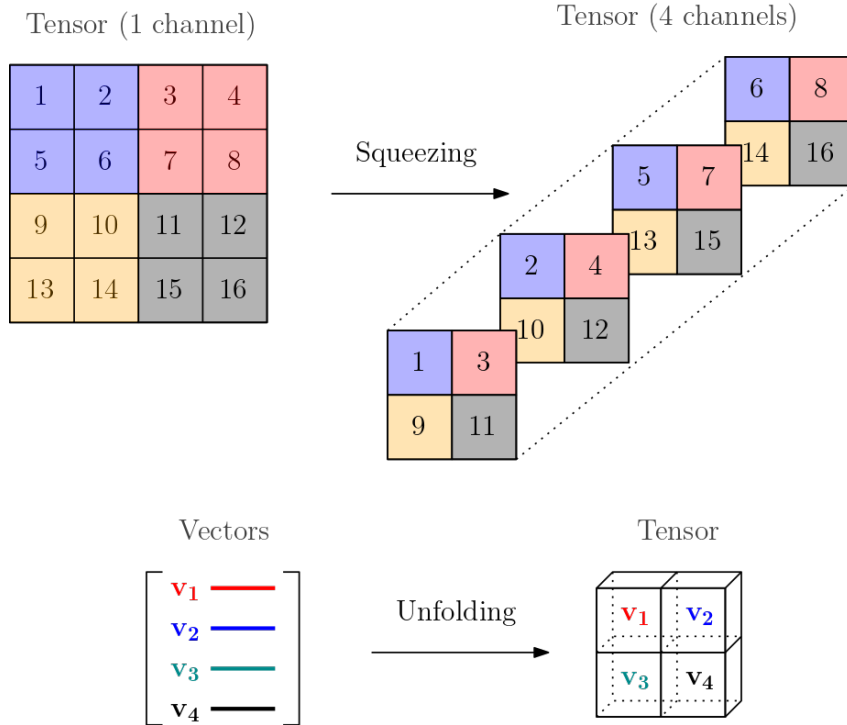 Tensor (1 channel)
Tensor (4 channels)
1 2 3 4
5 6 7 8
9 10 11 12
13 14 15 16
Squeezing
6 8
14 16
5 7
13 15
2 4
10 12
1 3
9 11
Vectors
Tensor
v1
v2
v3
v4
Unfolding
v1 v2
v3 v4